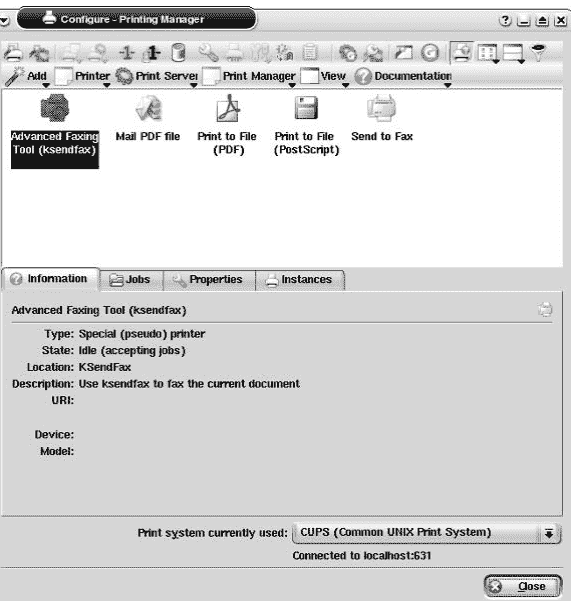 Configure - Printing Manager
Add Printer Print Server Print Manager View Documentation
Advanced Faxing Tool (ksendfax)
Mail PDF file
Print to File (PDF)
Print to File (PostScript)
Send to Fax
Information Jobs Properties Instances
Advanced Faxing Tool (ksendfax)
Type: Special (pseudo) printer
State: Idle (accepting jobs)
Location: KSendFax
Description: Use ksendfax to fax the current document
URI:
Device:
Model:
Print system currently used: CUPS (Common UNIX Print System)
Connected to localhost:631
Close